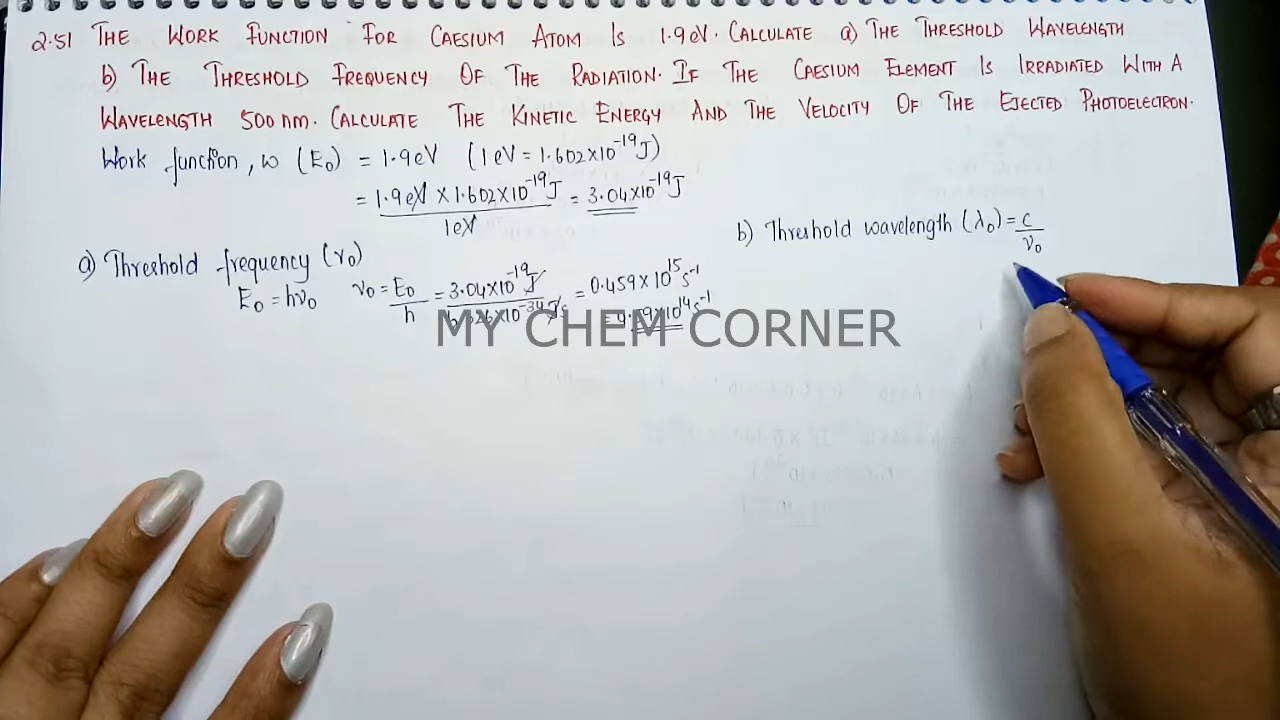 2.51 THE WORK FUNCTION FOR CAESIUM ATOM IS 1.9eV. CALCULATE a) THE THRESHOLD WAVELENGTH
b) THE THRESHOLD FREQUENCY OF THE RADIATION. IF THE CAESIUM ELEMENT IS IRRADIATED WITH A
WAVELENGTH 500 nm. CALCULATE THE KINETIC ENERGY AND THE VELOCITY OF THE EJECTED PHOTOELECTRON.
Work function, ω (E₀) = 1.9eV (1eV = 1.602×10⁻¹⁹J)
= 1.9eV × 1.602×10⁻¹⁹J / 1eV = 3.04×10⁻¹⁹J
a) Threshold frequency (ν₀)
E₀ = hν₀ ν₀ = E₀/h = 3.04×10⁻¹⁹J / 6.626×10⁻³⁴Js = 0.459×10¹⁵s⁻¹
= 4.59×10¹⁴s⁻¹
b) Threshold wavelength (λ₀) = c/ν₀
MY CHEM CORNER